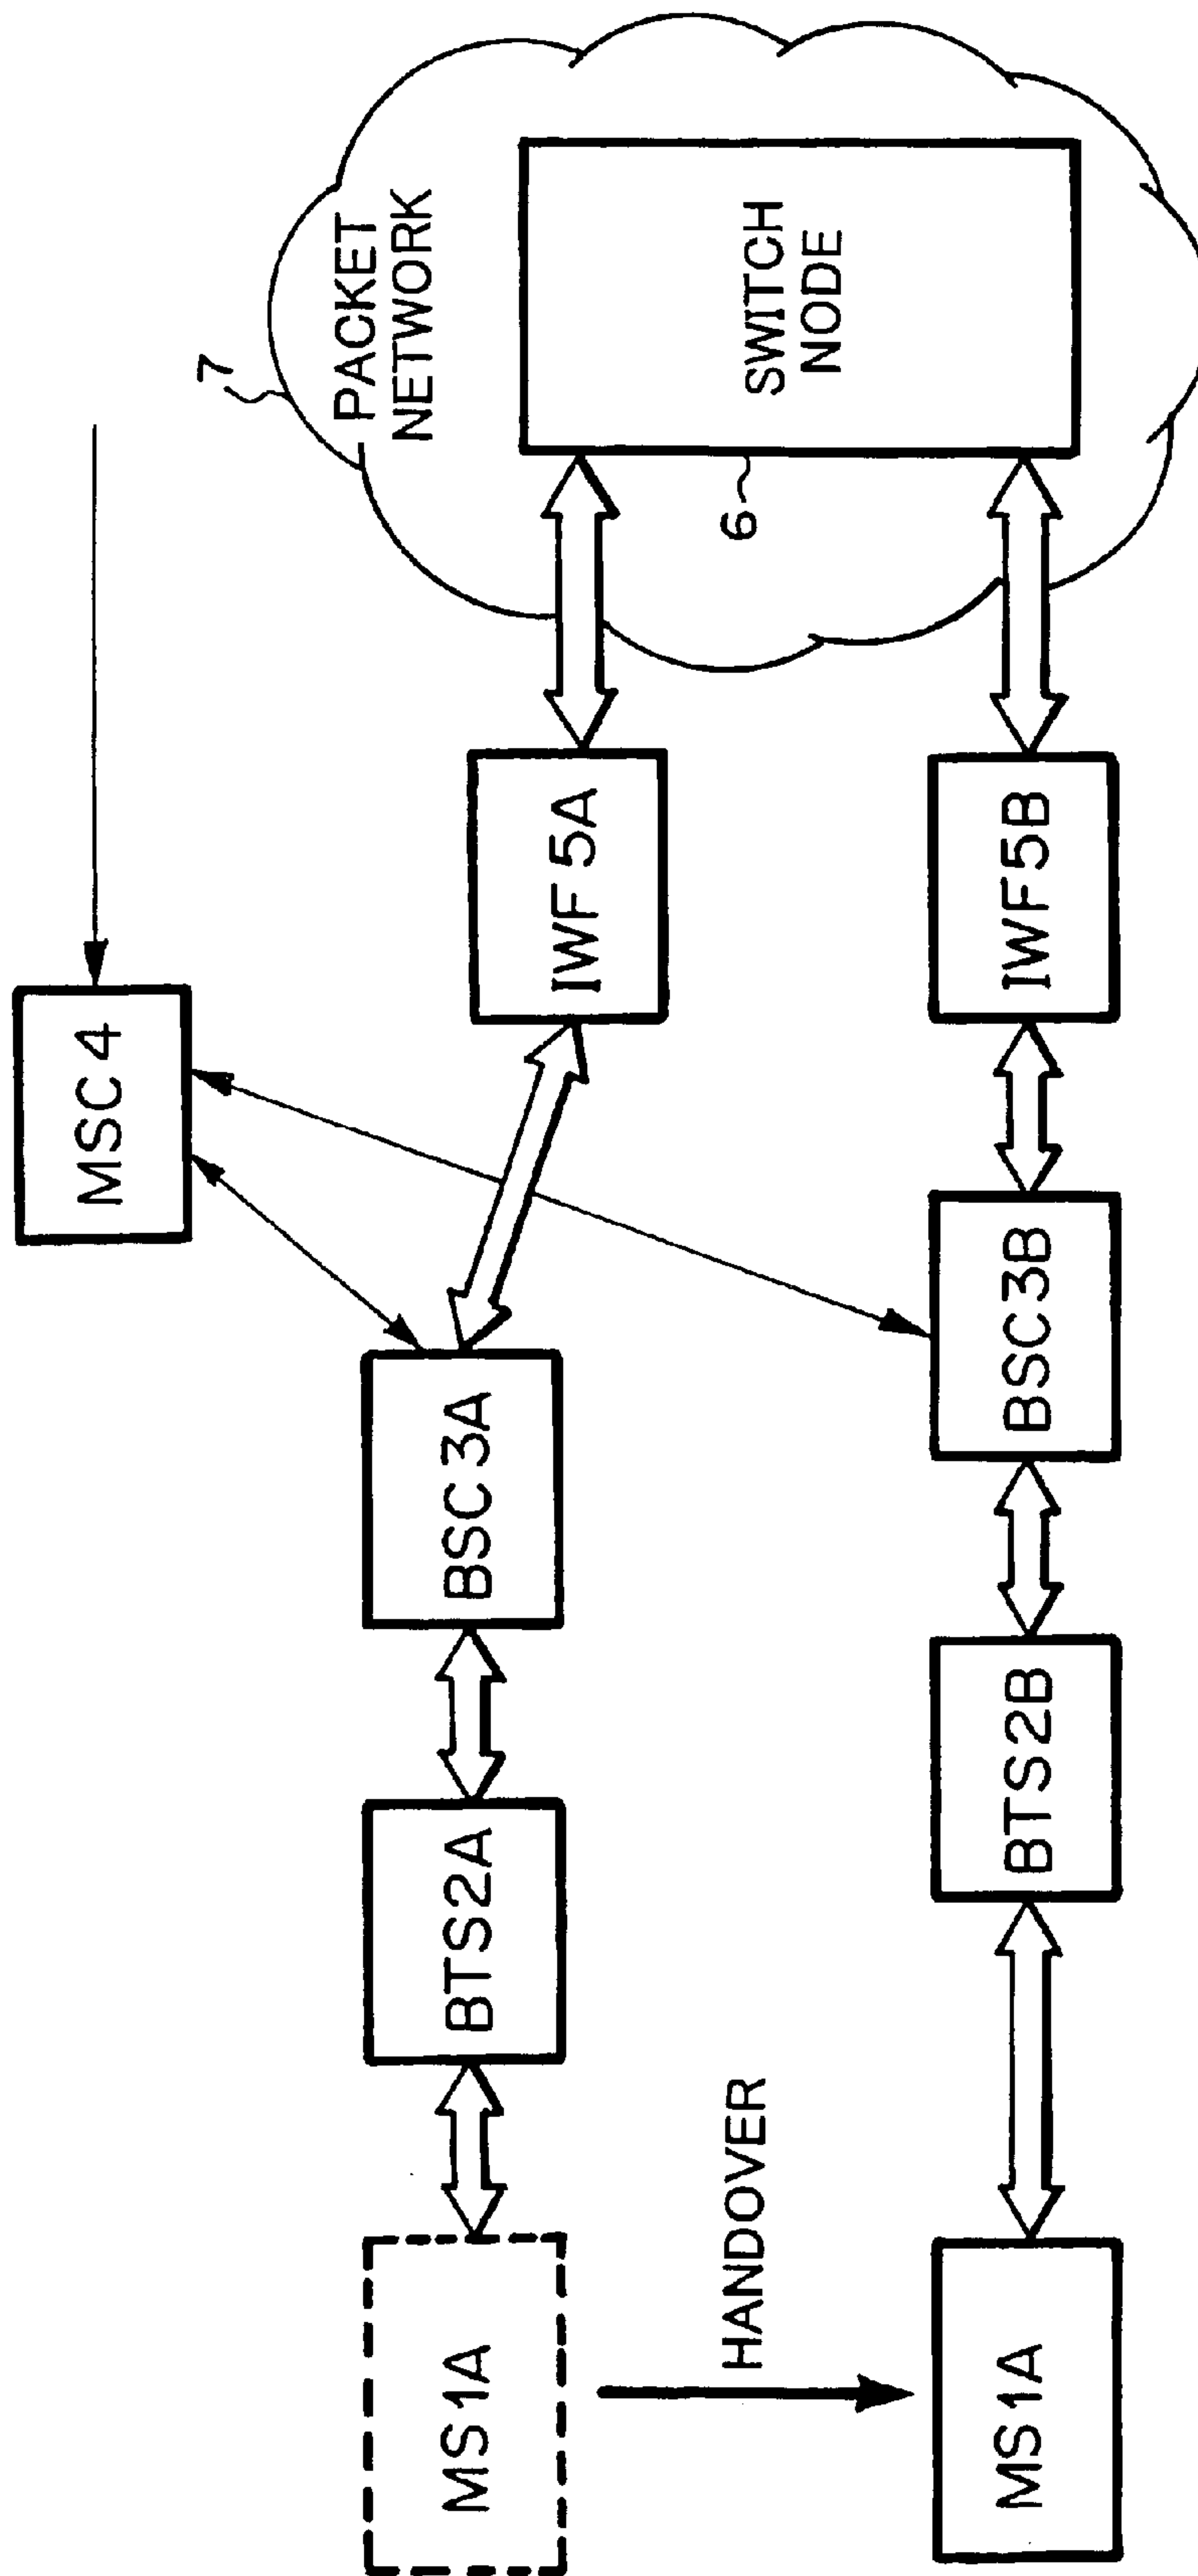 MSC 4
7
PACKET
NETWORK
MS1A
BTS2A
BSC 3A
IWF 5A
6
SWITCH
NODE
HANDOVER
MS1A
BTS2B
BSC3B
IWF5B